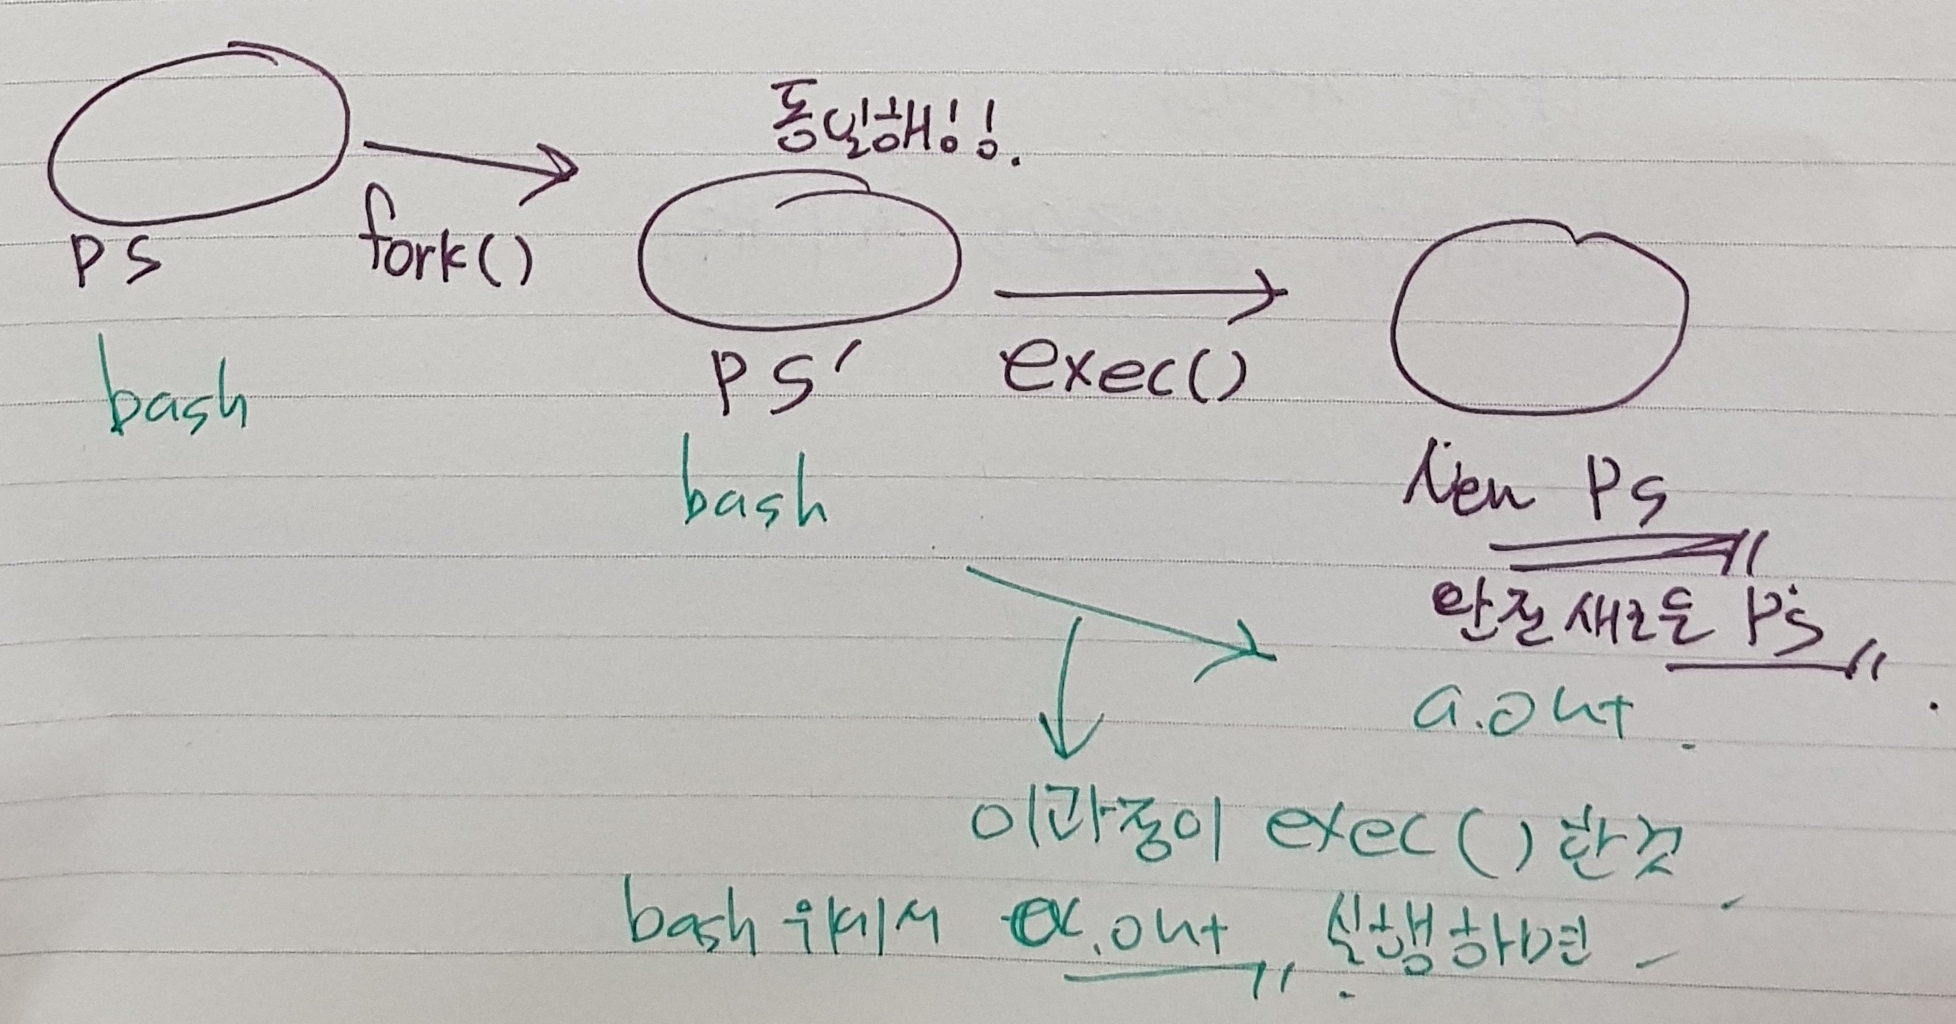 동일해!!.
PS
fork()
PS'
exec()
bash
bash
New PS
완전 새로운 PS
a.out.
이과정이 exec() 한것
bash 위에서 a.out 실행하면